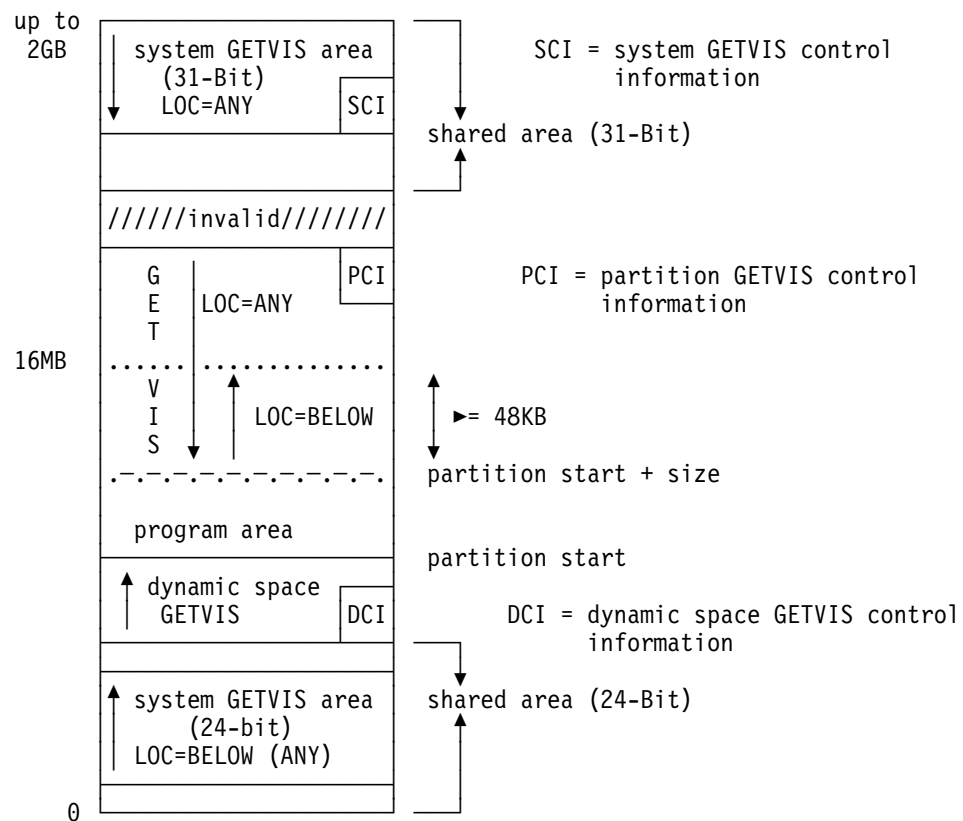 up to
2GB system GETVIS area SCI = system GETVIS control
(31-Bit) information
LOC=ANY SCI
shared area (31-Bit)
//////invalid////////
G PCI PCI = partition GETVIS control
E LOC=ANY information
T
16MB
V
I LOC=BELOW ►= 48KB
S
partition start + size
program area
partition start
dynamic space
GETVIS DCI DCI = dynamic space GETVIS control
information
system GETVIS area shared area (24-Bit)
(24-bit)
LOC=BELOW (ANY)
0